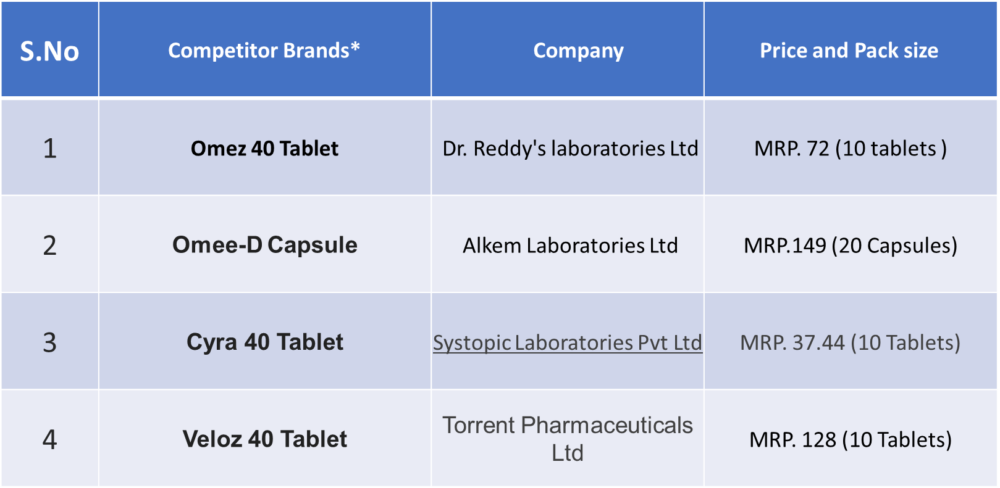 S.No Competitor Brands* Company Price and Pack size
1 Omez 40 Tablet Dr. Reddy's laboratories Ltd MRP. 72 (10 tablets )
2 Omee-D Capsule Alkem Laboratories Ltd MRP.149 (20 Capsules)
3 Cyra 40 Tablet Systopic Laboratories Pvt Ltd MRP. 37.44 (10 Tablets)
4 Veloz 40 Tablet Torrent Pharmaceuticals
Ltd MRP. 128 (10 Tablets)